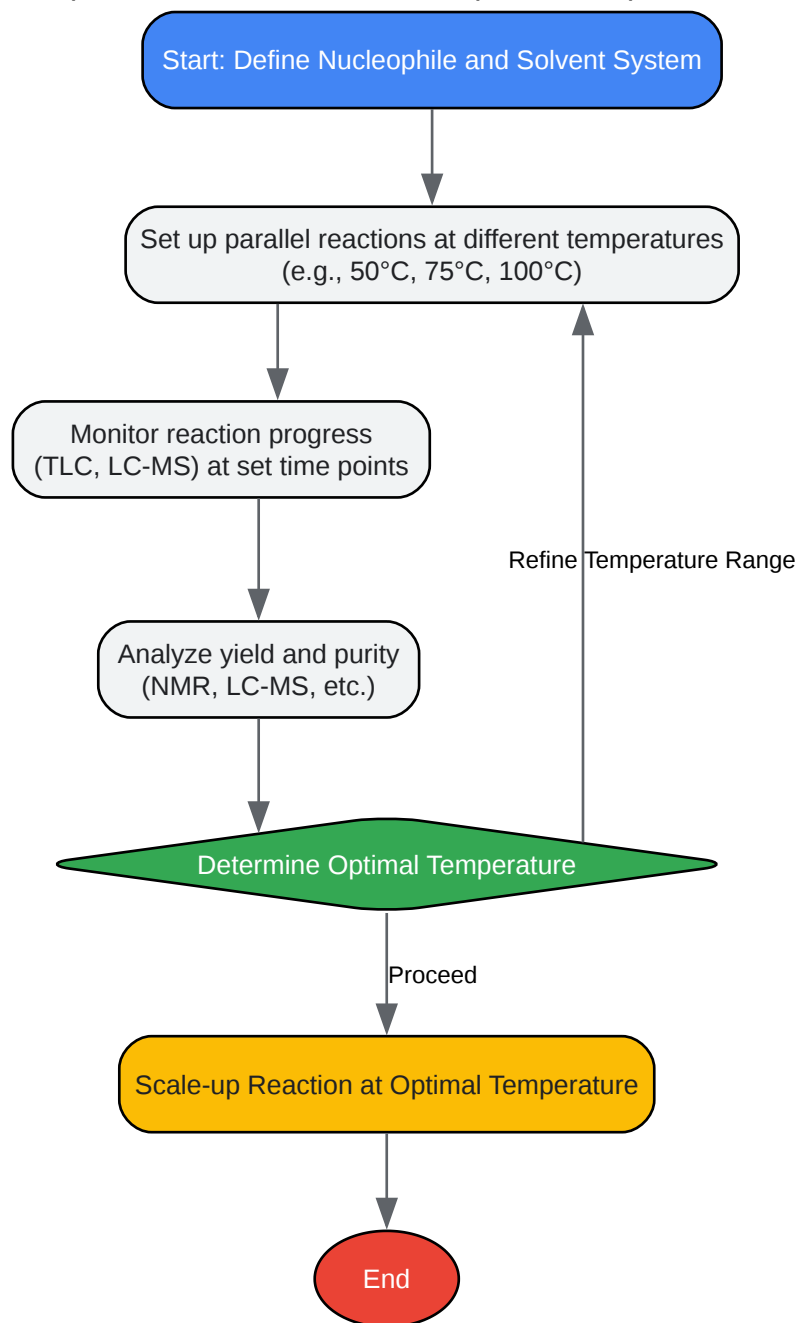 Start: Define Nucleophile and Solvent System
Set up parallel reactions at different temperatures
(e.g., 50°C, 75°C, 100°C)
Monitor reaction progress
(TLC, LC-MS) at set time points
Refine Temperature Range
Analyze yield and purity
(NMR, LC-MS, etc.)
Determine Optimal Temperature
Proceed
Scale-up Reaction at Optimal Temperature
End